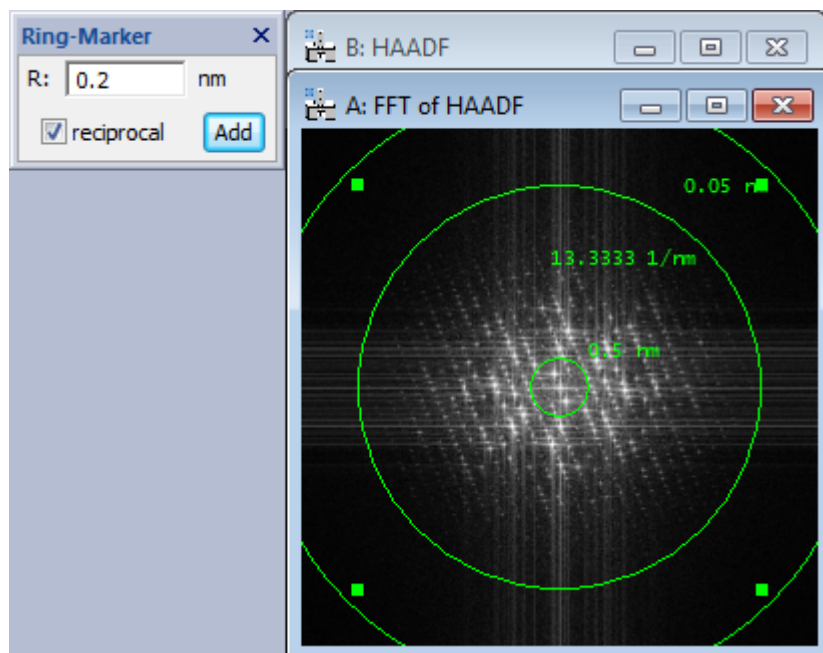 Ring-Marker
R: 0.2 nm
reciprocal Add
B: HAADF
A: FFT of HAADF
0.05 n
13.3333 1/nm
0.5 nm